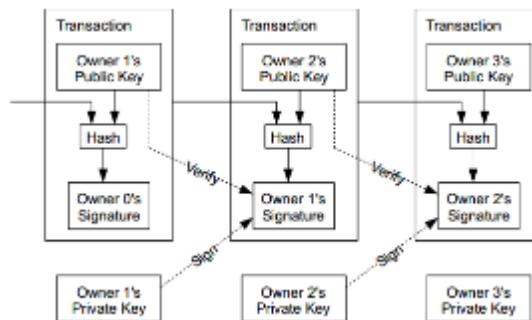 Transaction
Owner 1's
Public Key
Hash
Owner 0's
Signature
Transaction
Owner 2's
Public Key
Hash
Verify
Owner 1's
Signature
Transaction
Owner 3's
Public Key
Hash
Verify
Owner 2's
Signature
Owner 1's
Private Key
Sign
Owner 2's
Private Key
Sign
Owner 3's
Private Key